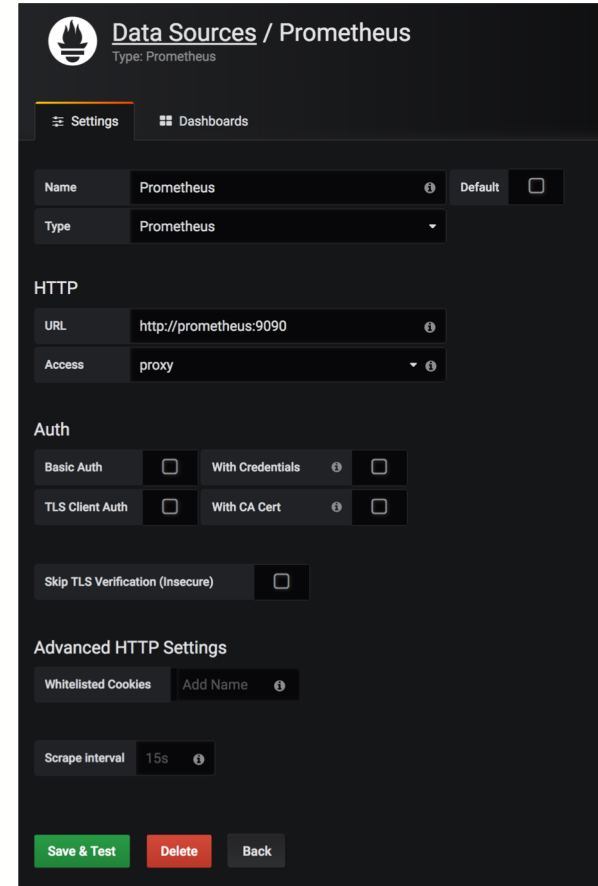 Data Sources / Prometheus
Type: Prometheus
Settings Dashboards
Name Prometheus Default
Type Prometheus
HTTP
URL http://prometheus:9090
Access proxy
Auth
Basic Auth With Credentials
TLS Client Auth With CA Cert
Skip TLS Verification (Insecure)
Advanced HTTP Settings
Whitelisted Cookies Add Name
Scrape interval 15s
Save & Test Delete Back